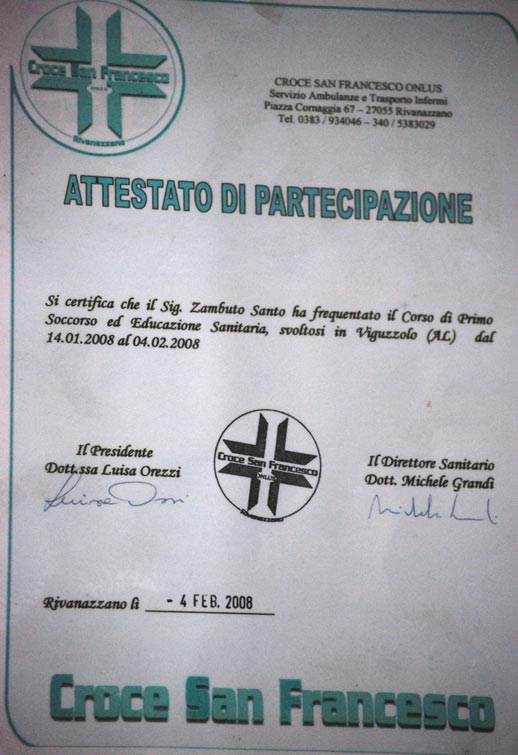 Croce San Francesco
ONLUS
Rivanazzano
CROCE SAN FRANCESCO ONLUS
Servizio Ambulanze e Trasporto Infermi
Piazza Cornaggia 67 – 27055 Rivanazzano
Tel. 0383 / 934046 – 340 / 5383029
ATTESTATO DI PARTECIPAZIONE
Si certifica che il Sig. Zambuto Santo ha frequentato il Corso di Primo
Soccorso ed Educazione Sanitaria, svoltosi in Viguzzolo (AL) dal
14.01.2008 al 04.02.2008
Il Presidente
Dott.ssa Luisa Orezzi
Croce San Francesco
ONLUS
Rivanazzano
Il Direttore Sanitario
Dott. Michele Grandi
Rivanazzano lì - 4 FEB. 2008
Croce San Francesco